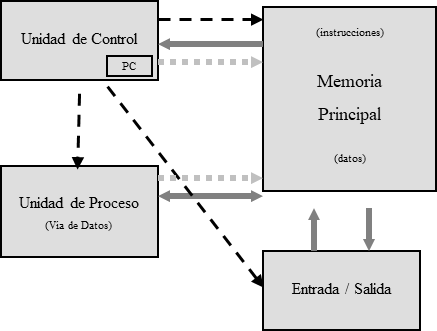 Unidad de Control
PC
(instrucciones)
Memoria
Principal
(datos)
Unidad de Proceso
(Via de Datos)
Entrada / Salida